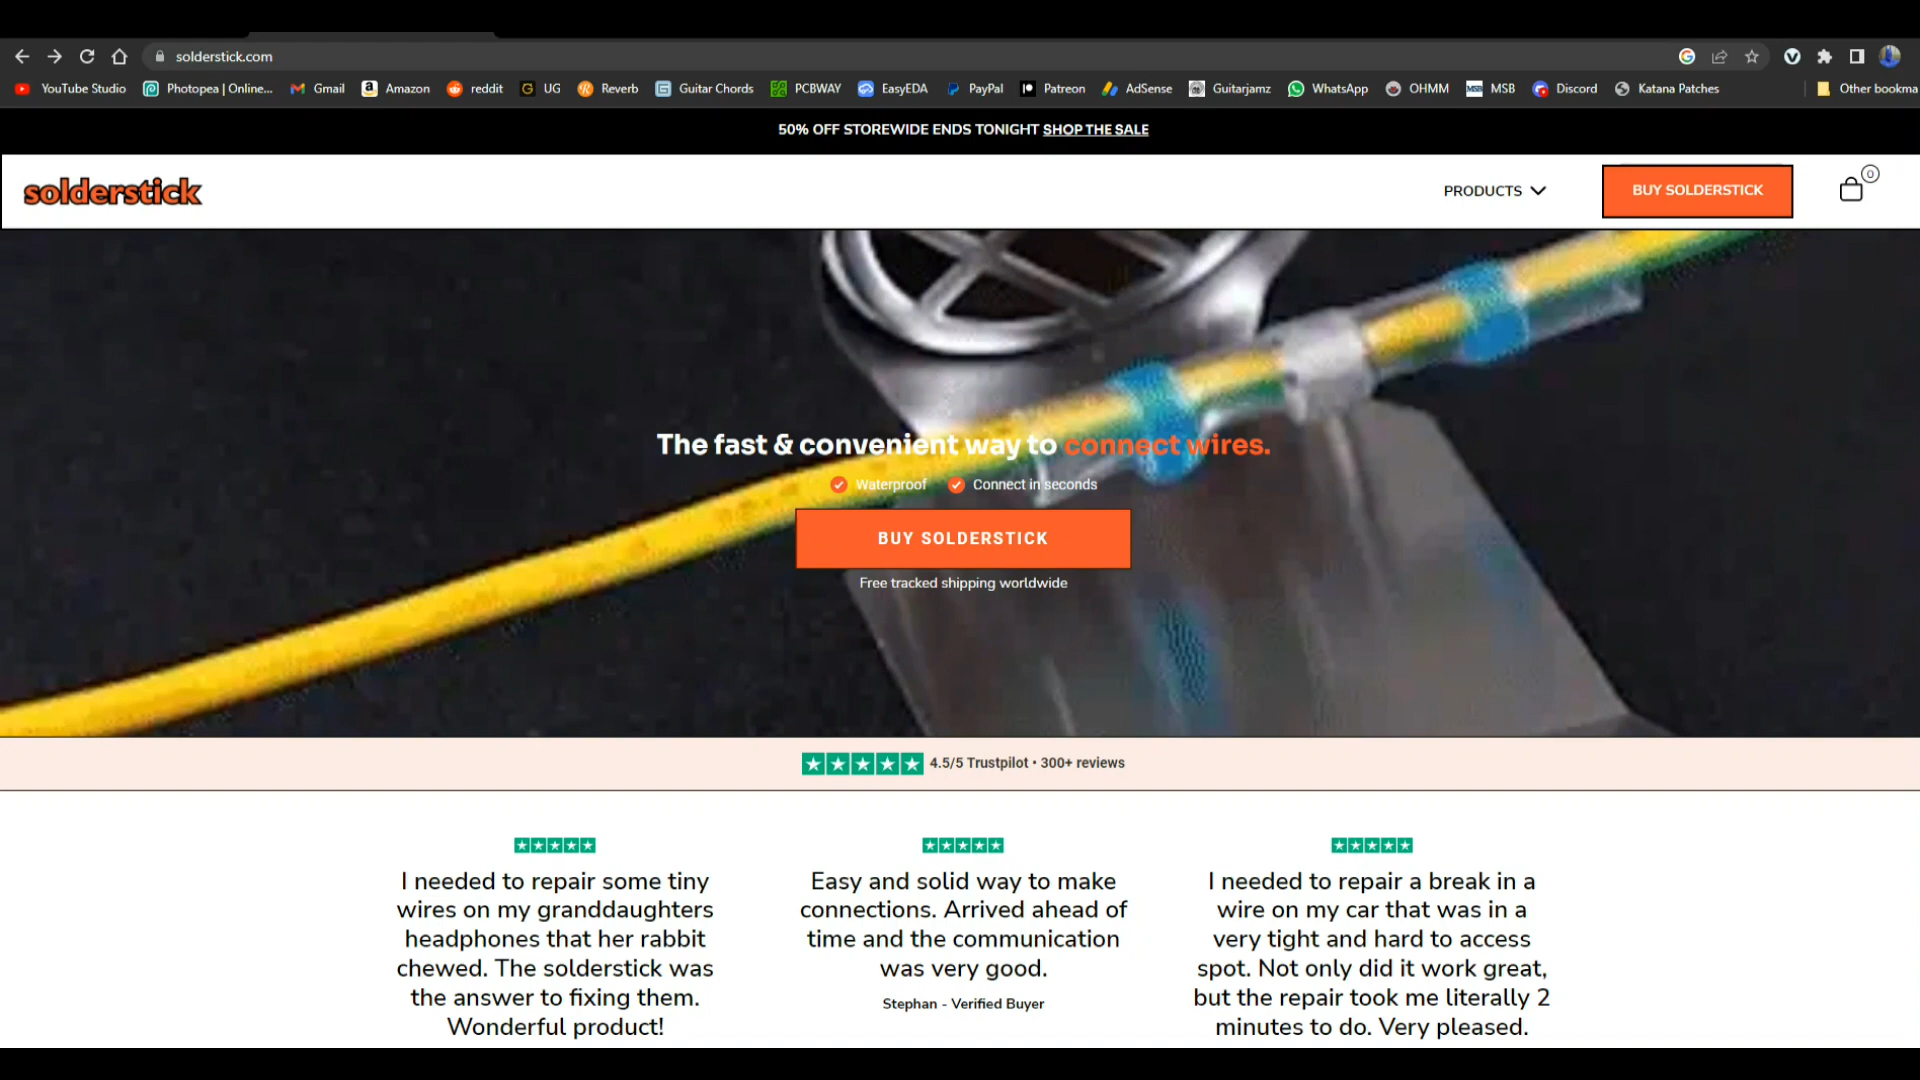 solderstick.com
YouTube Studio
Photopea | Online...
Gmail
Amazon
reddit
UG
Reverb
Guitar Chords
PCBWAY
EasyEDA
PayPal
Patreon
AdSense
Guitarjamz
WhatsApp
OHMM
MSB
Discord
Katana Patches
Other bookma
50% OFF STOREWIDE ENDS TONIGHT SHOP THE SALE
solderstick
PRODUCTS
BUY SOLDERSTICK
0
The fast & convenient way to connect wires.
Waterproof
Connect in seconds
BUY SOLDERSTICK
Free tracked shipping worldwide
4.5/5 Trustpilot • 300+ reviews
I needed to repair some tiny
wires on my granddaughters
headphones that her rabbit
chewed. The solderstick was
the answer to fixing them.
Wonderful product!
Easy and solid way to make
connections. Arrived ahead of
time and the communication
was very good.
Stephan - Verified Buyer
I needed to repair a break in a
wire on my car that was in a
very tight and hard to access
spot. Not only did it work great,
but the repair took me literally 2
minutes to do. Very pleased.